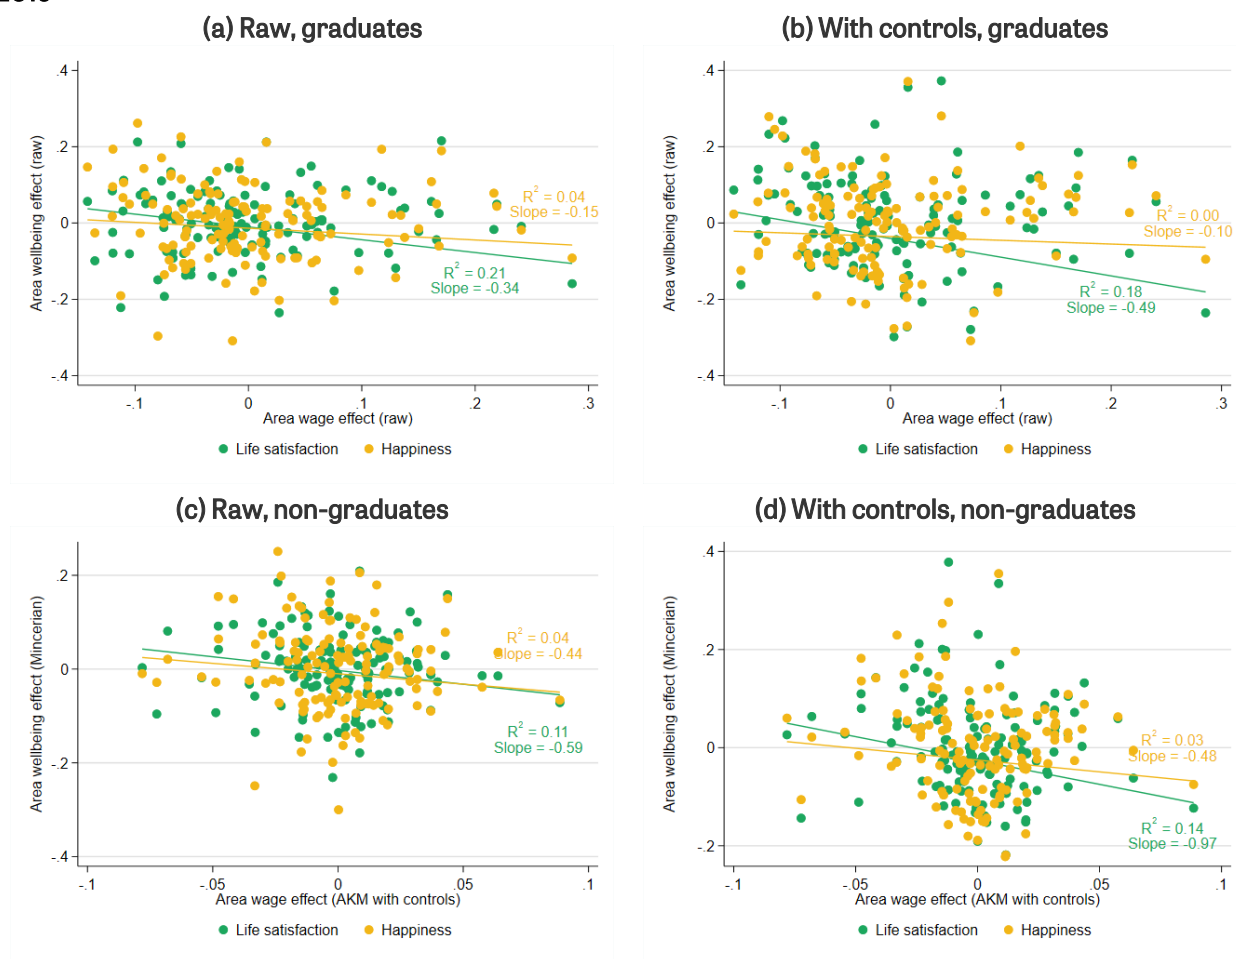 (a) Raw, graduates
.4
.2
0
-.2
-.4
Area wellbeing effect (raw)
R² = 0.04
Slope = -0.15
R² = 0.21
Slope = -0.34
-.1
0
.1
.2
.3
Area wage effect (raw)
Life satisfaction
Happiness
(b) With controls, graduates
.4
.2
0
-.2
-.4
Area wellbeing effect (raw)
R² = 0.00
Slope = -0.10
R² = 0.18
Slope = -0.49
-.1
0
.1
.2
.3
Area wage effect (raw)
Life satisfaction
Happiness
(c) Raw, non-graduates
.2
0
-.2
-.4
Area wellbeing effect (Mincerian)
R² = 0.04
Slope = -0.44
R² = 0.11
Slope = -0.59
-.1
-.05
0
.05
.1
Area wage effect (AKM with controls)
Life satisfaction
Happiness
(d) With controls, non-graduates
.4
.2
0
-.2
Area wellbeing effect (Mincerian)
R² = 0.03
Slope = -0.48
R² = 0.14
Slope = -0.97
-.1
-.05
0
.05
.1
Area wage effect (AKM with controls)
Life satisfaction
Happiness